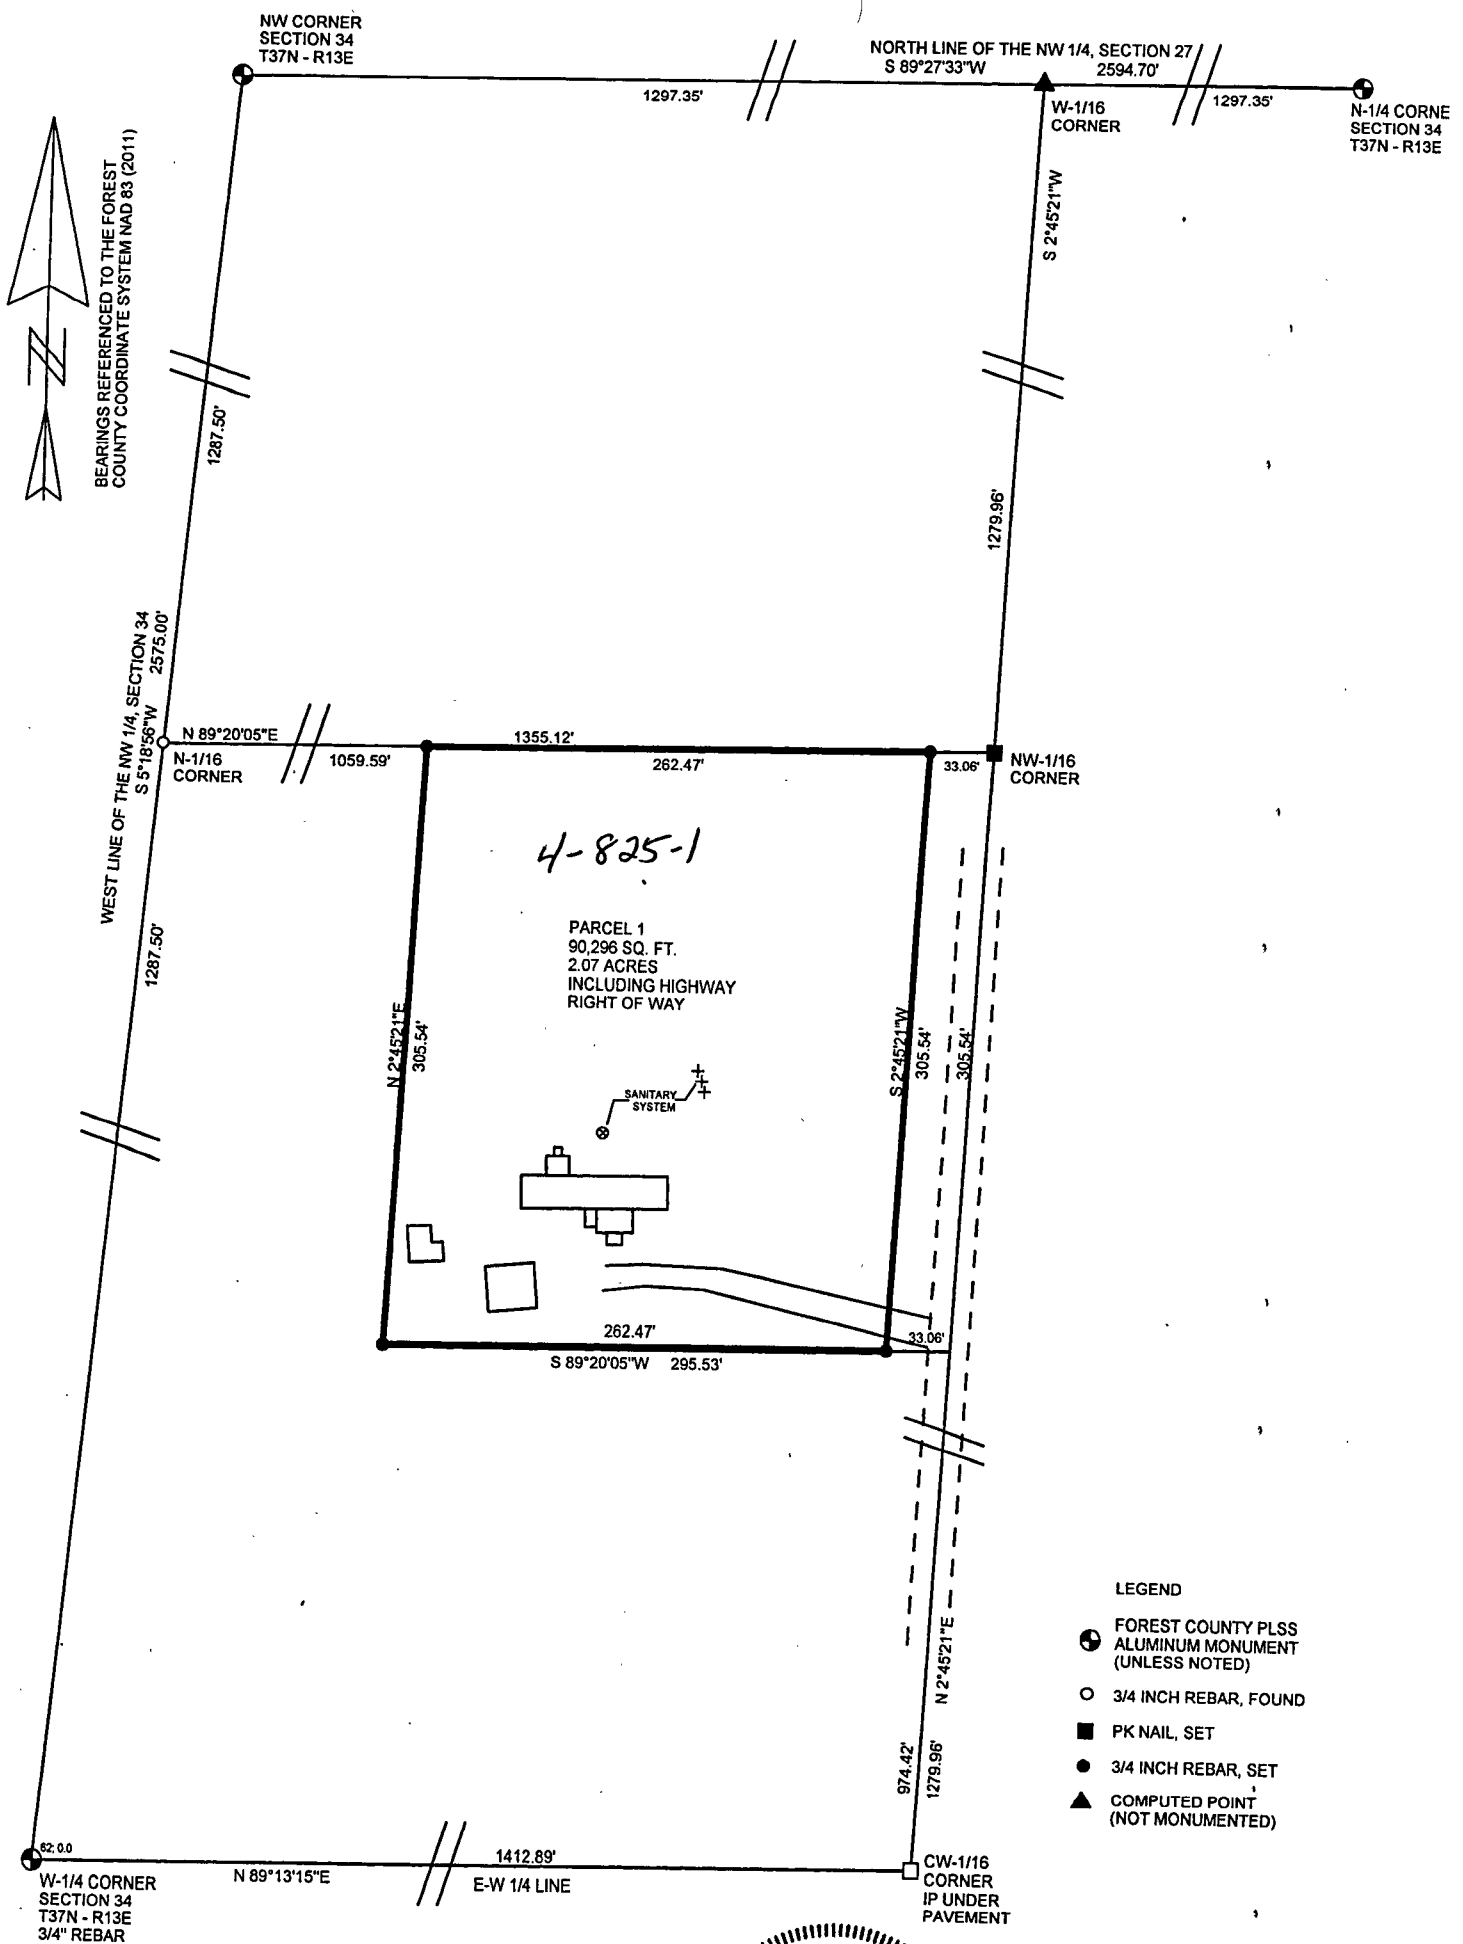 NW CORNER
SECTION 34
T37N - R13E
NORTH LINE OF THE NW 1/4, SECTION 27
S 89°27'33"W 2594.70'
1297.35'
1297.35'
W-1/16
CORNER
N-1/4 CORNE
SECTION 34
T37N - R13E
BEARINGS REFERENCED TO THE FOREST
COUNTY COORDINATE SYSTEM NAD 83 (2011)
N
S 2°45'21"W
1287.50'
1279.96'
WEST LINE OF THE NW 1/4, SECTION 34
S 5°18'56"W 2575.00'
N 89°20'05"E
N-1/16
CORNER
1059.59'
1355.12'
262.47'
33.06'
NW-1/16
CORNER
4-825-1
PARCEL 1
90,296 SQ. FT.
2.07 ACRES
INCLUDING HIGHWAY
RIGHT OF WAY
1287.50'
N 2°45'21"E
305.54'
S 2°45'21"W
305.54'
305.54'
SANITARY
SYSTEM
262.47'
33.06'
S 89°20'05"W 295.53'
LEGEND
FOREST COUNTY PLSS
ALUMINUM MONUMENT
(UNLESS NOTED)
3/4 INCH REBAR, FOUND
PK NAIL, SET
3/4 INCH REBAR, SET
COMPUTED POINT
(NOT MONUMENTED)
N 2°45'21"E
974.42'
1279.96'
62; 0.0
W-1/4 CORNER
SECTION 34
T37N - R13E
3/4" REBAR
N 89°13'15"E
1412.89'
E-W 1/4 LINE
CW-1/16
CORNER
IP UNDER
PAVEMENT